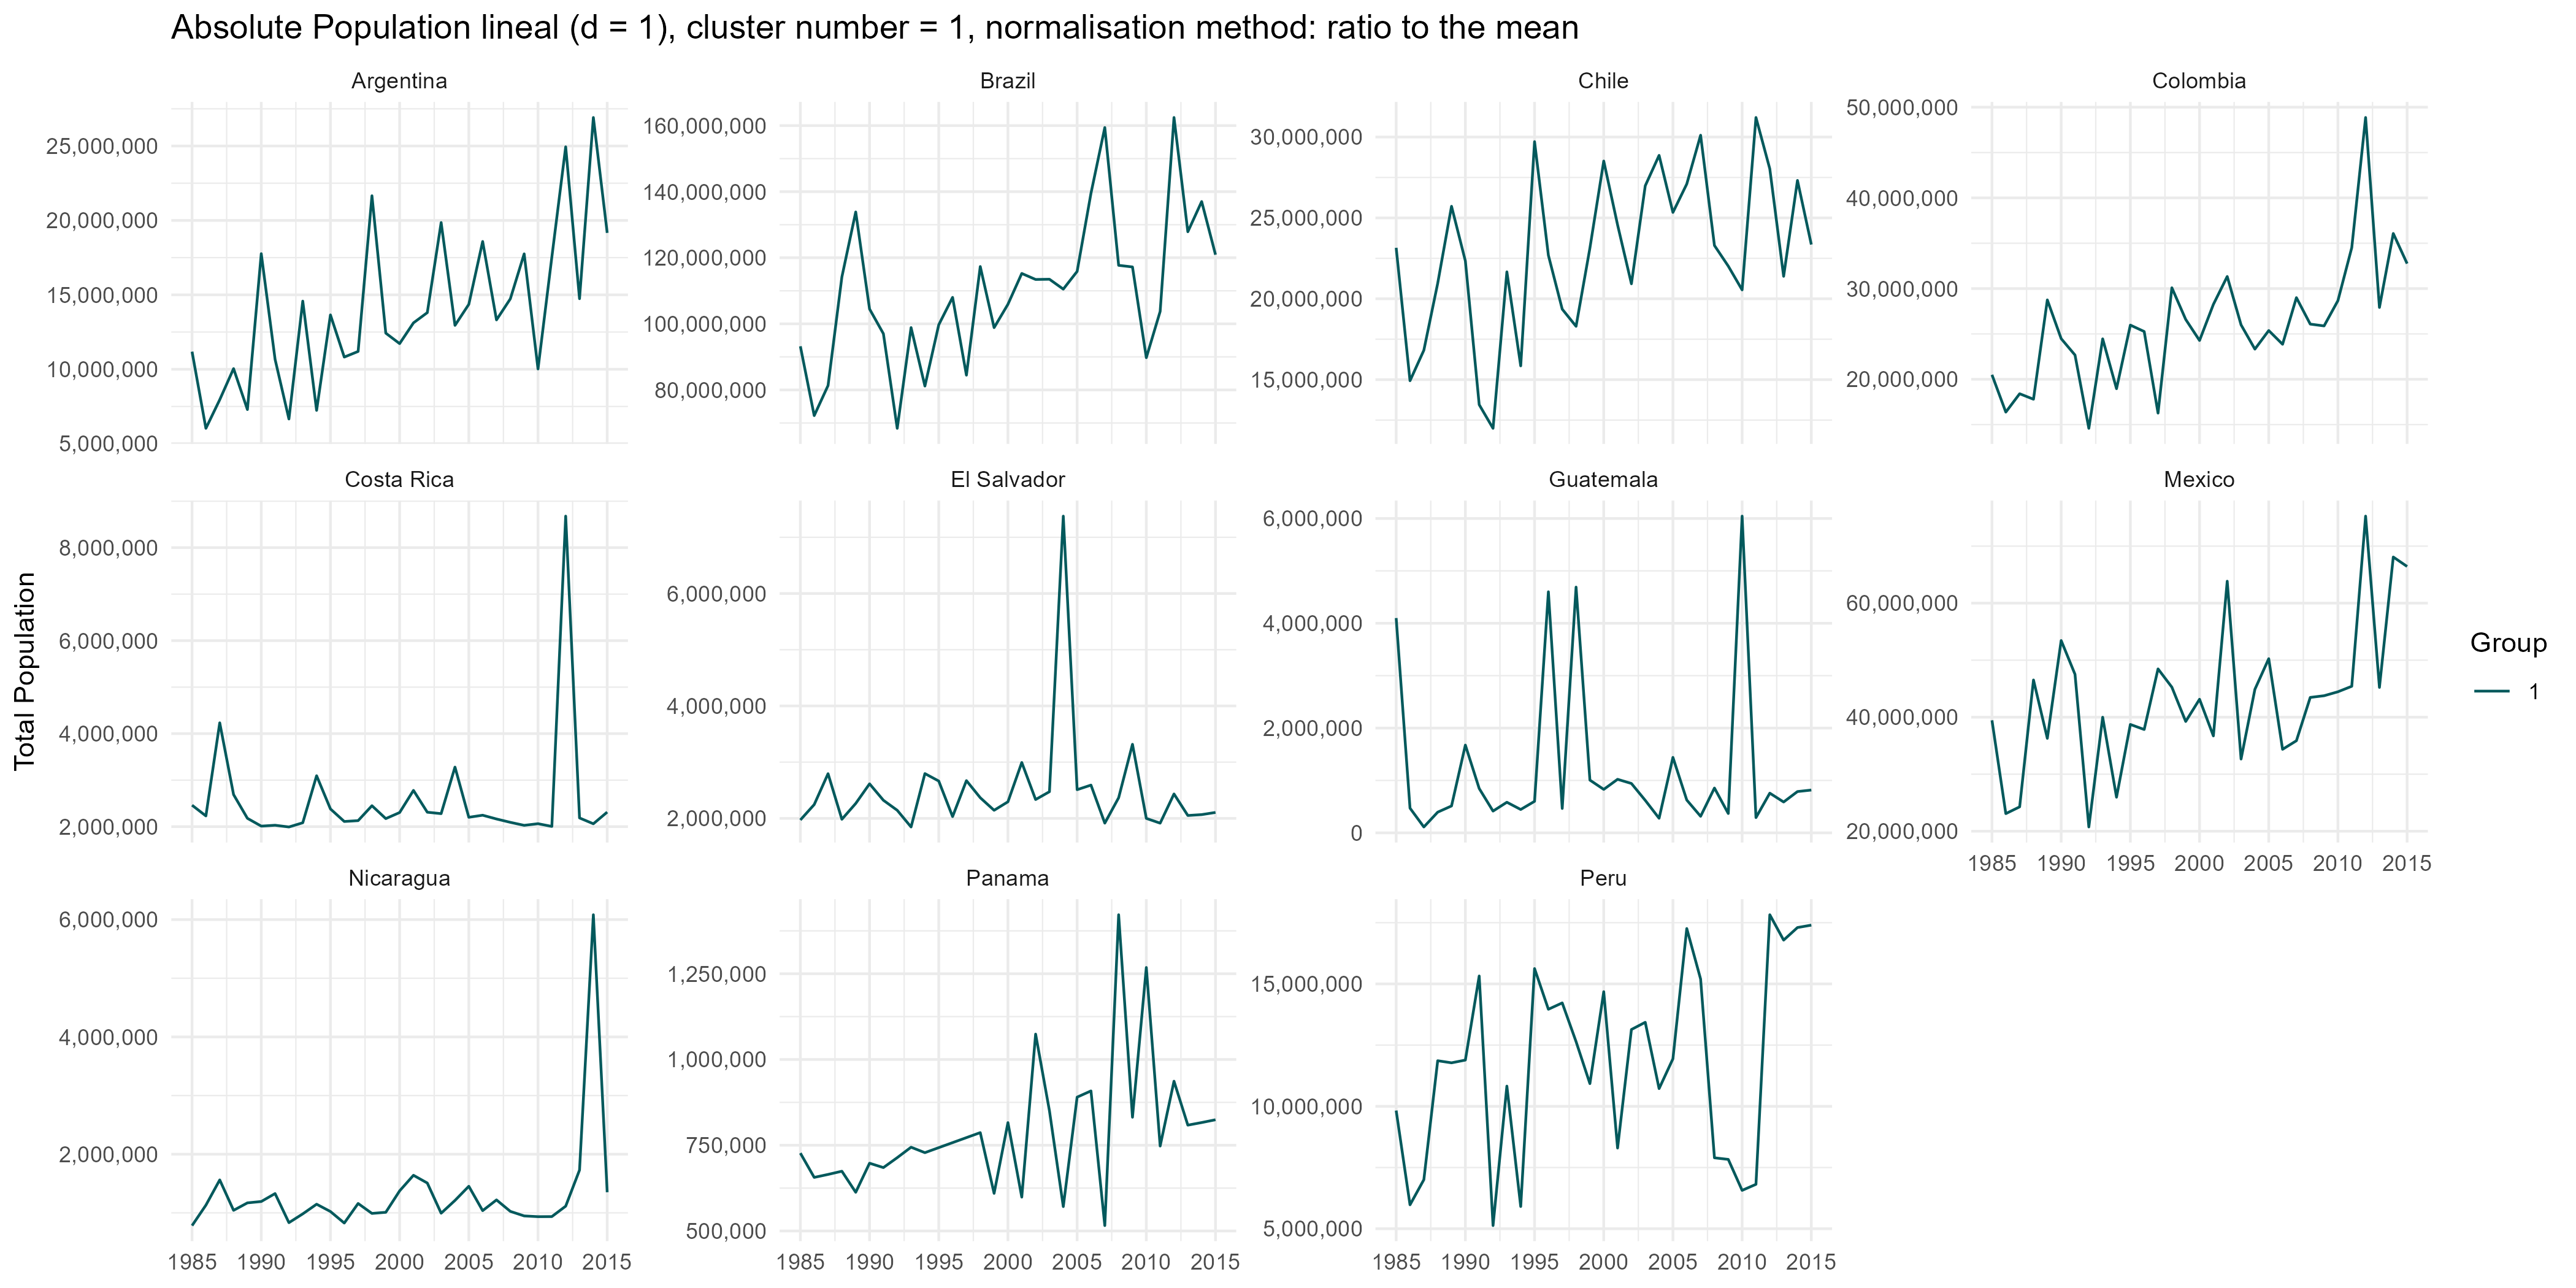 Absolute Population lineal (d = 1), cluster number = 1, normalisation method: ratio to the mean
Argentina
Brazil
Chile
Colombia
25,000,000
20,000,000
15,000,000
10,000,000
5,000,000
160,000,000
140,000,000
120,000,000
100,000,000
80,000,000
30,000,000
25,000,000
20,000,000
15,000,000
50,000,000
40,000,000
30,000,000
20,000,000
Costa Rica
El Salvador
Guatemala
Mexico
Total Population
8,000,000
6,000,000
4,000,000
2,000,000
6,000,000
4,000,000
2,000,000
6,000,000
4,000,000
2,000,000
0
60,000,000
40,000,000
20,000,000
1985 1990 1995 2000 2005 2010 2015
Group
1
Nicaragua
Panama
Peru
6,000,000
4,000,000
2,000,000
1985 1990 1995 2000 2005 2010 2015
1,250,000
1,000,000
750,000
500,000
1985 1990 1995 2000 2005 2010 2015
15,000,000
10,000,000
5,000,000
1985 1990 1995 2000 2005 2010 2015